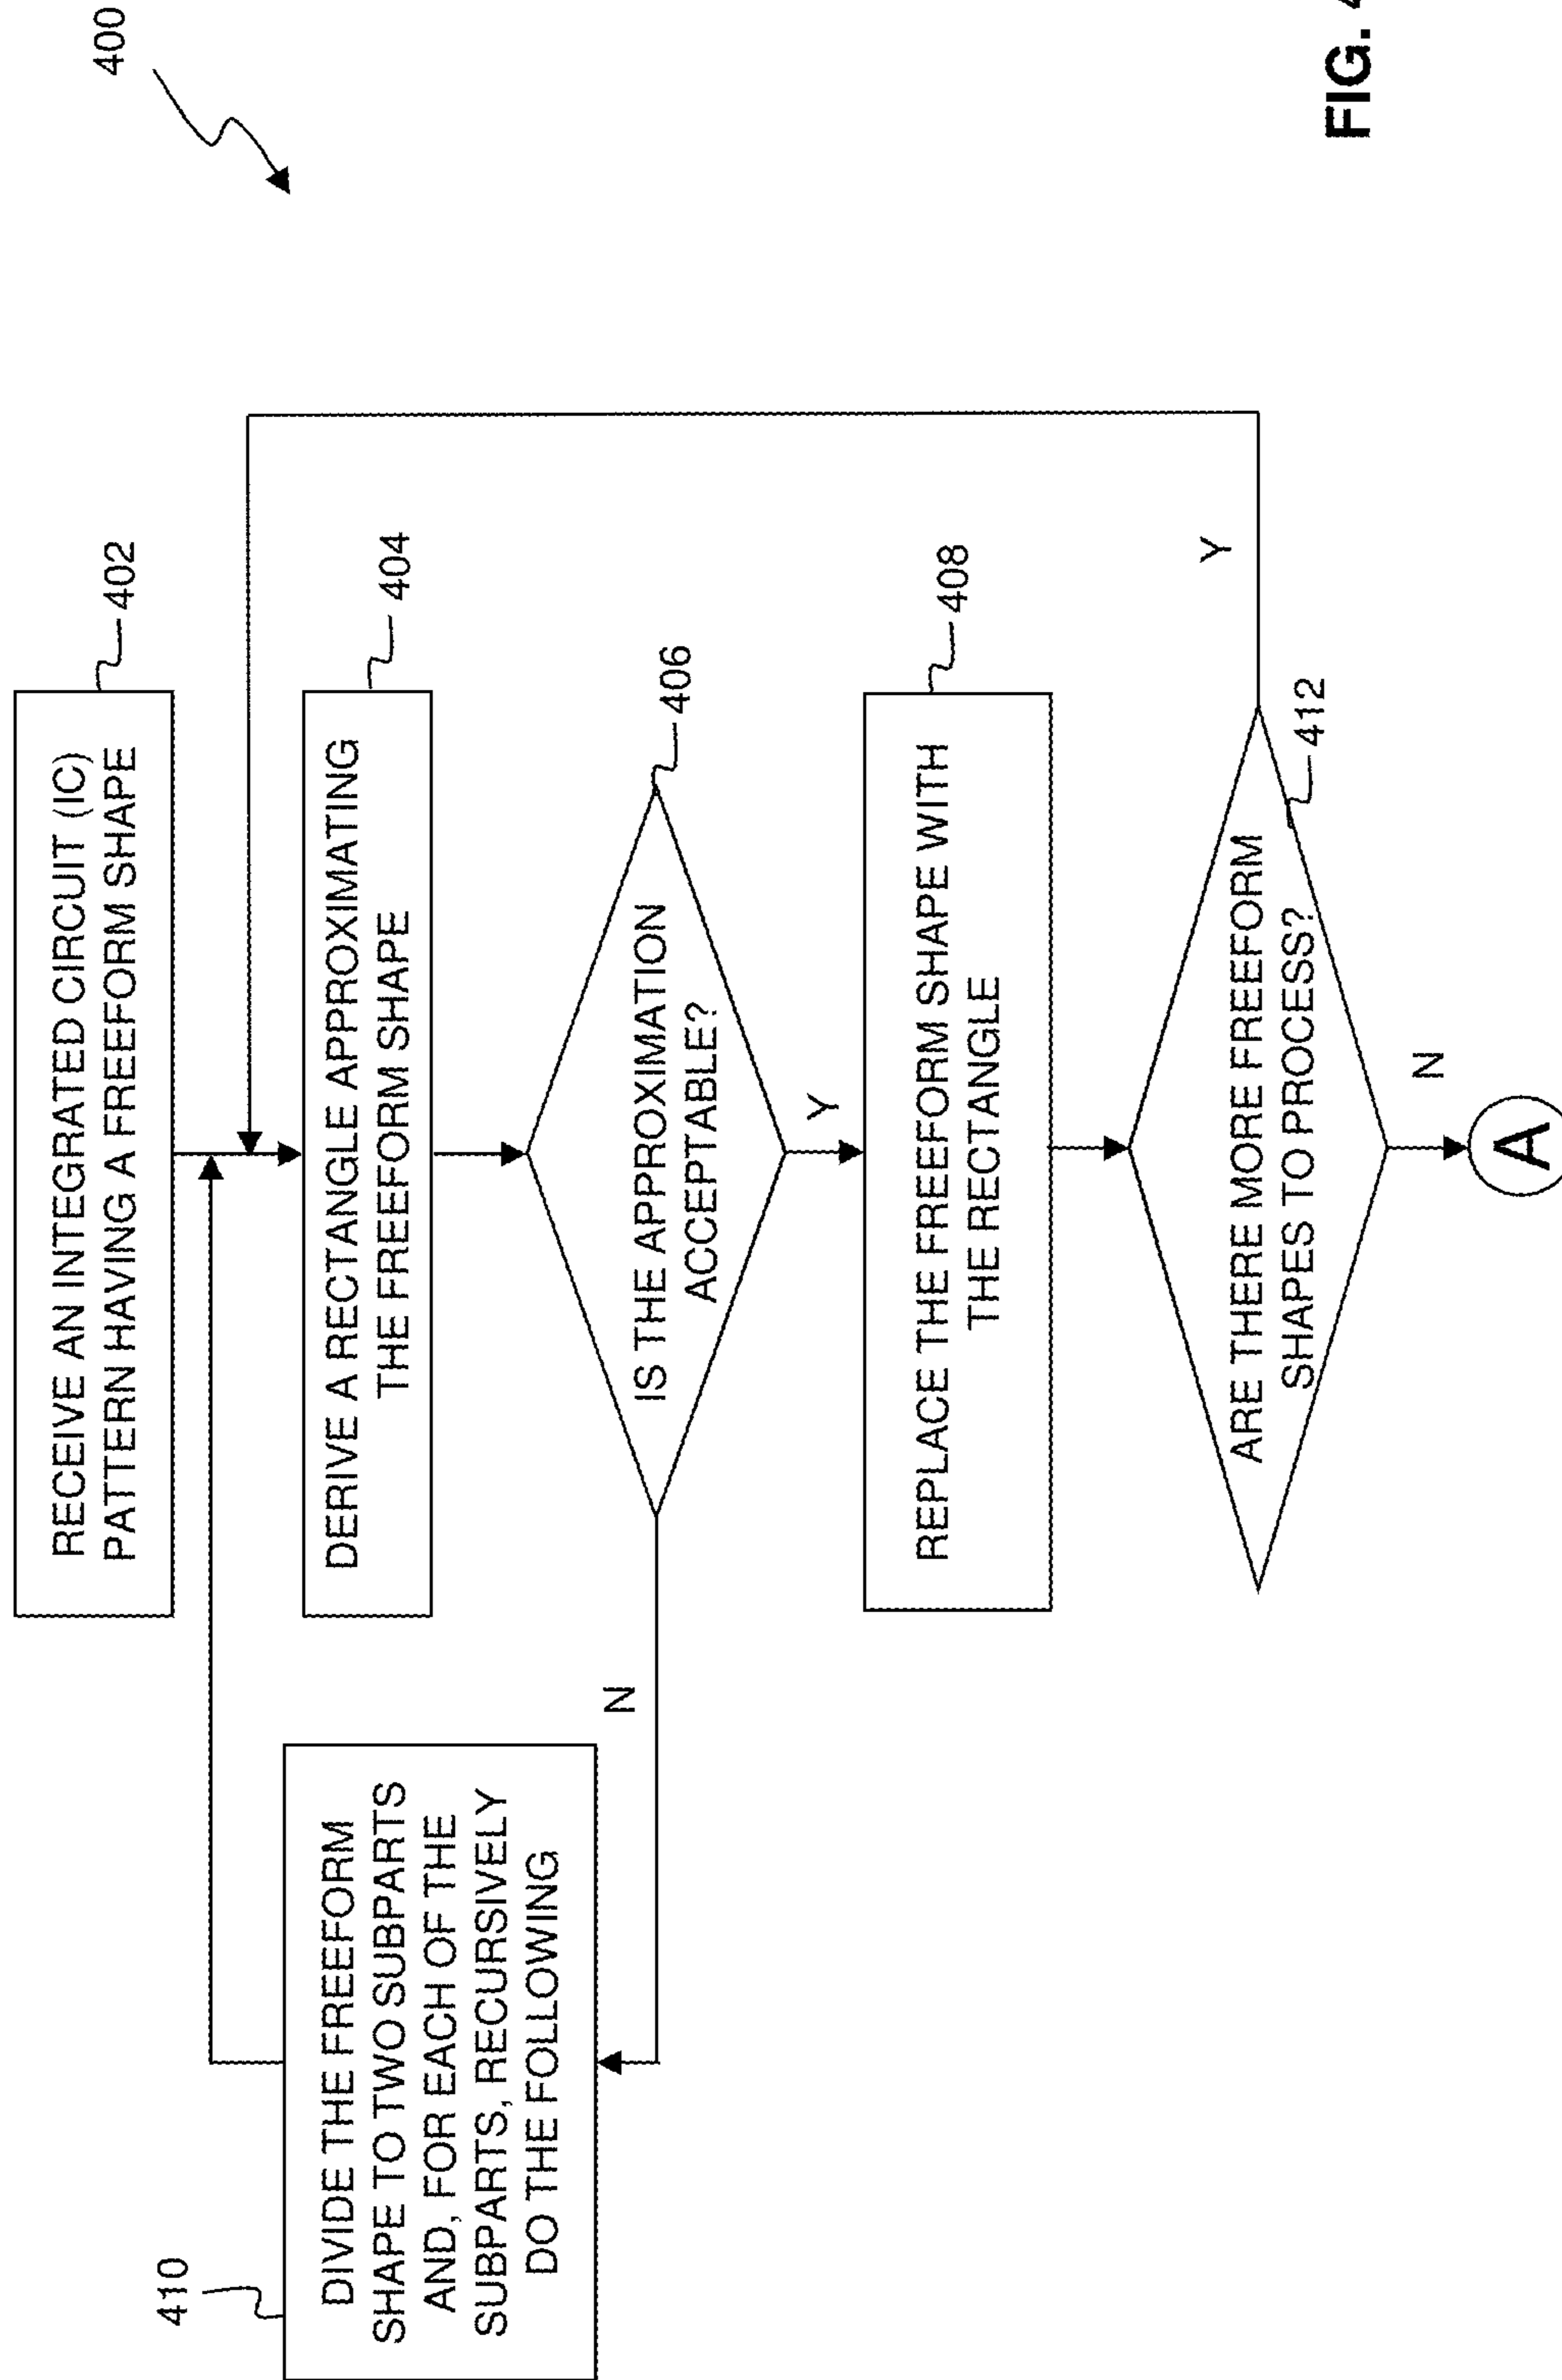 400
RECEIVE AN INTEGRATED CIRCUIT (IC)
PATTERN HAVING A FREEFORM SHAPE
402
DERIVE A RECTANGLE APPROXIMATING
THE FREEFORM SHAPE
404
IS THE APPROXIMATION
ACCEPTABLE?
406
N
Y
410
DIVIDE THE FREEFORM
SHAPE TO TWO SUBPARTS
AND, FOR EACH OF THE
SUBPARTS, RECURSIVELY
DO THE FOLLOWING
REPLACE THE FREEFORM SHAPE WITH
THE RECTANGLE
408
ARE THERE MORE FREEFORM
SHAPES TO PROCESS?
412
Y
N
A
FIG.